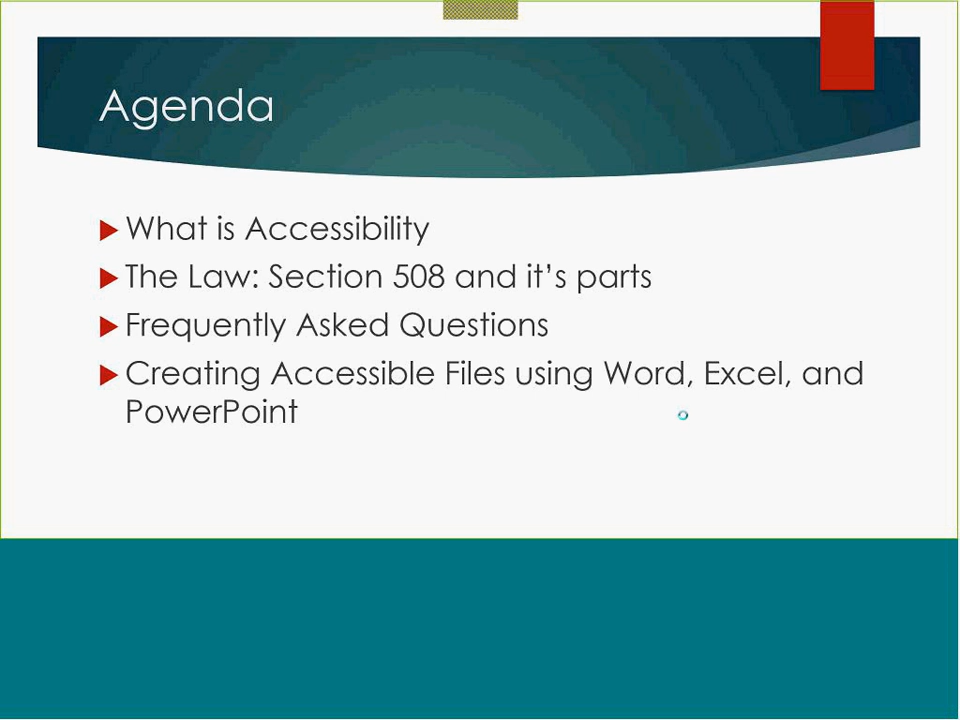 Agenda
What is Accessibility
The Law: Section 508 and it’s parts
Frequently Asked Questions
Creating Accessible Files using Word, Excel, and
PowerPoint